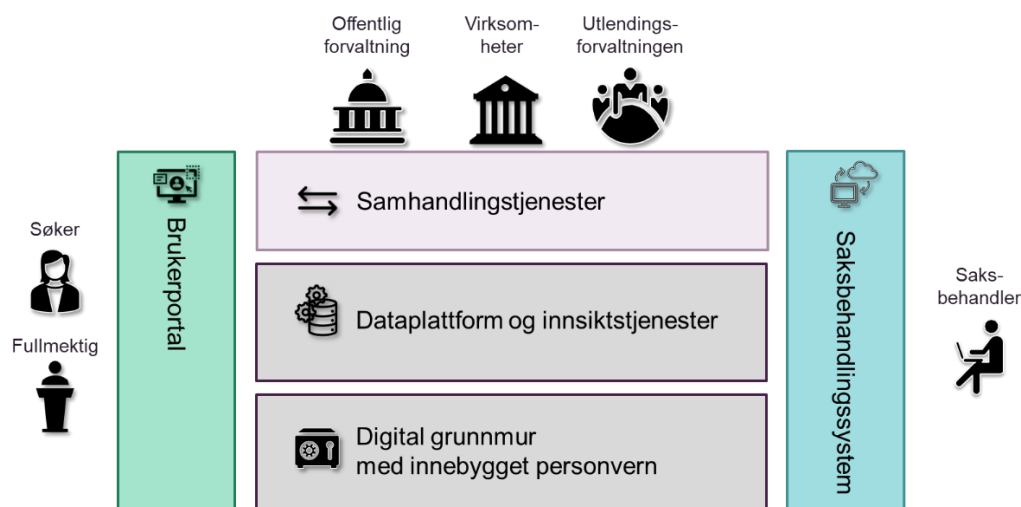 Offentlig
forvaltning
Virksom-
heter
Utlendings-
forvaltningen
Søker
Fullmektig
Brukerportal
Samhandlingstjenester
Dataplattform og innsiktstjenester
Digital grunnmur
med innebygget personvern
Saksbehandlingssystem
Saks-
behandler